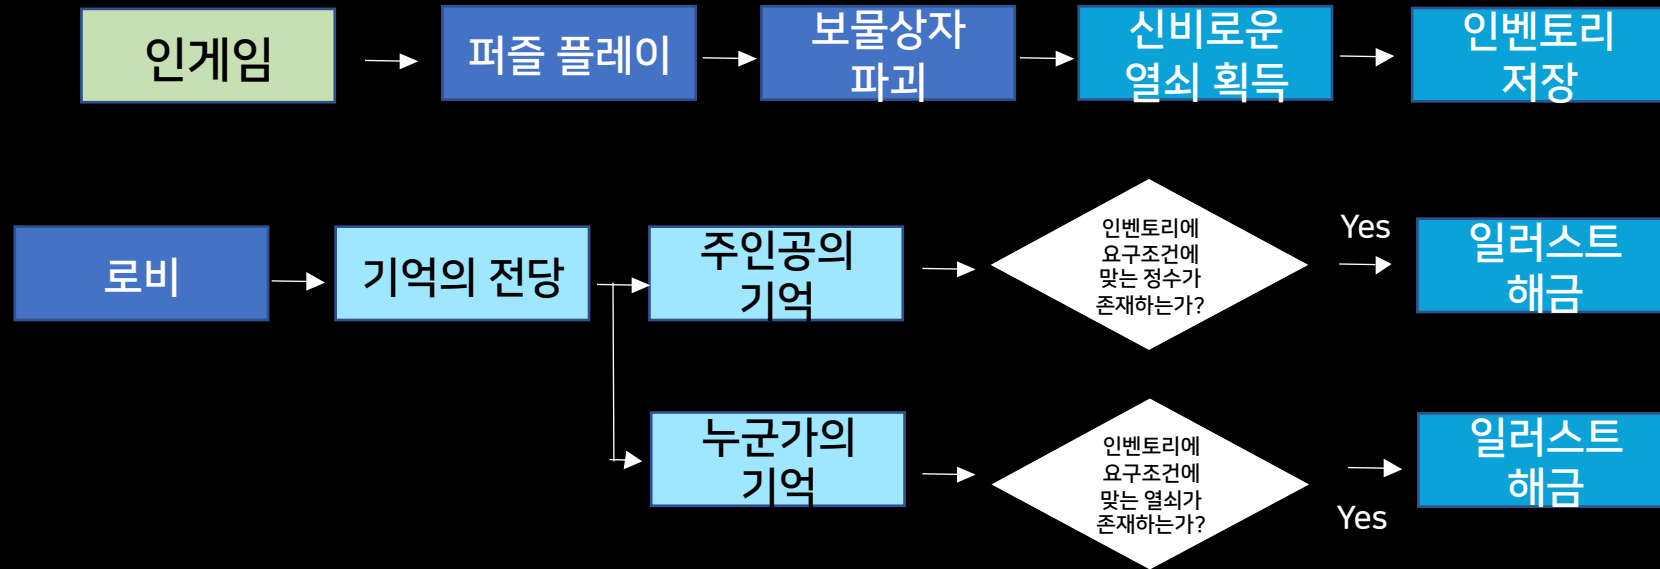 인게임
퍼즐 플레이
보물상자
파괴
신비로운
열쇠 획득
인벤토리
저장
로비
기억의 전당
주인공의
기억
인벤토리에
요구조건에
맞는 정수가
존재하는가?
Yes
일러스트
해금
누군가의
기억
인벤토리에
요구조건에
맞는 열쇠가
존재하는가?
Yes
일러스트
해금